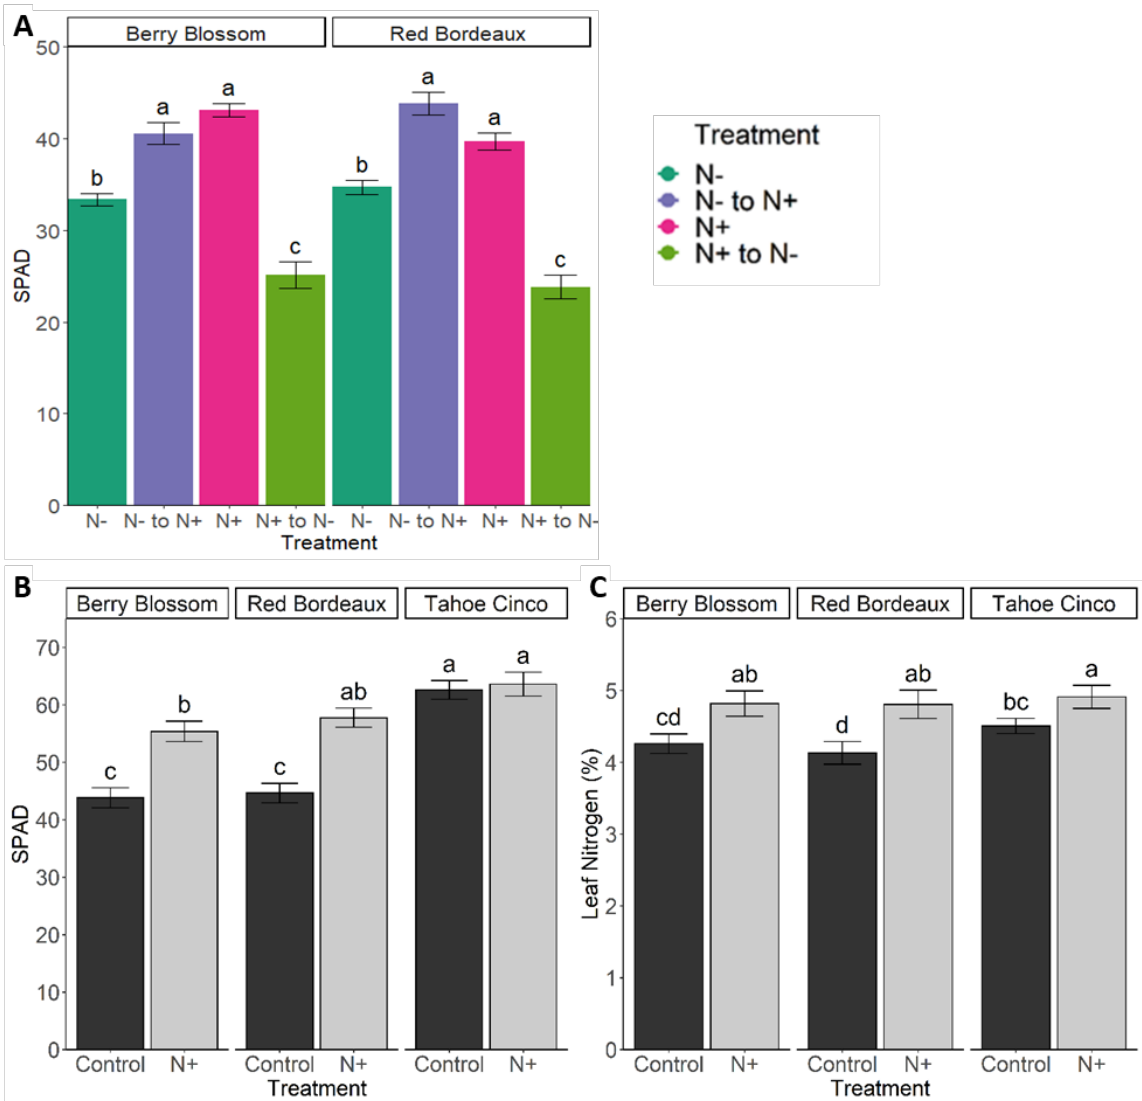 A
Berry Blossom Red Bordeaux
50
40
30
20
10
0
SPAD
a a a a
b b
c c
N- N- to N+ N+ N+ to N- N- N- to N+ N+ N+ to N-
Treatment
Treatment
N-
N- to N+
N+
N+ to N-
B
Berry Blossom Red Bordeaux Tahoe Cinco
70
60
50
40
30
20
10
0
SPAD
c b c ab a a
Control N+ Control N+ Control N+
Treatment
C
Berry Blossom Red Bordeaux Tahoe Cinco
6
5
4
3
2
1
0
Leaf Nitrogen (%)
cd ab d ab bc a
Control N+ Control N+ Control N+
Treatment